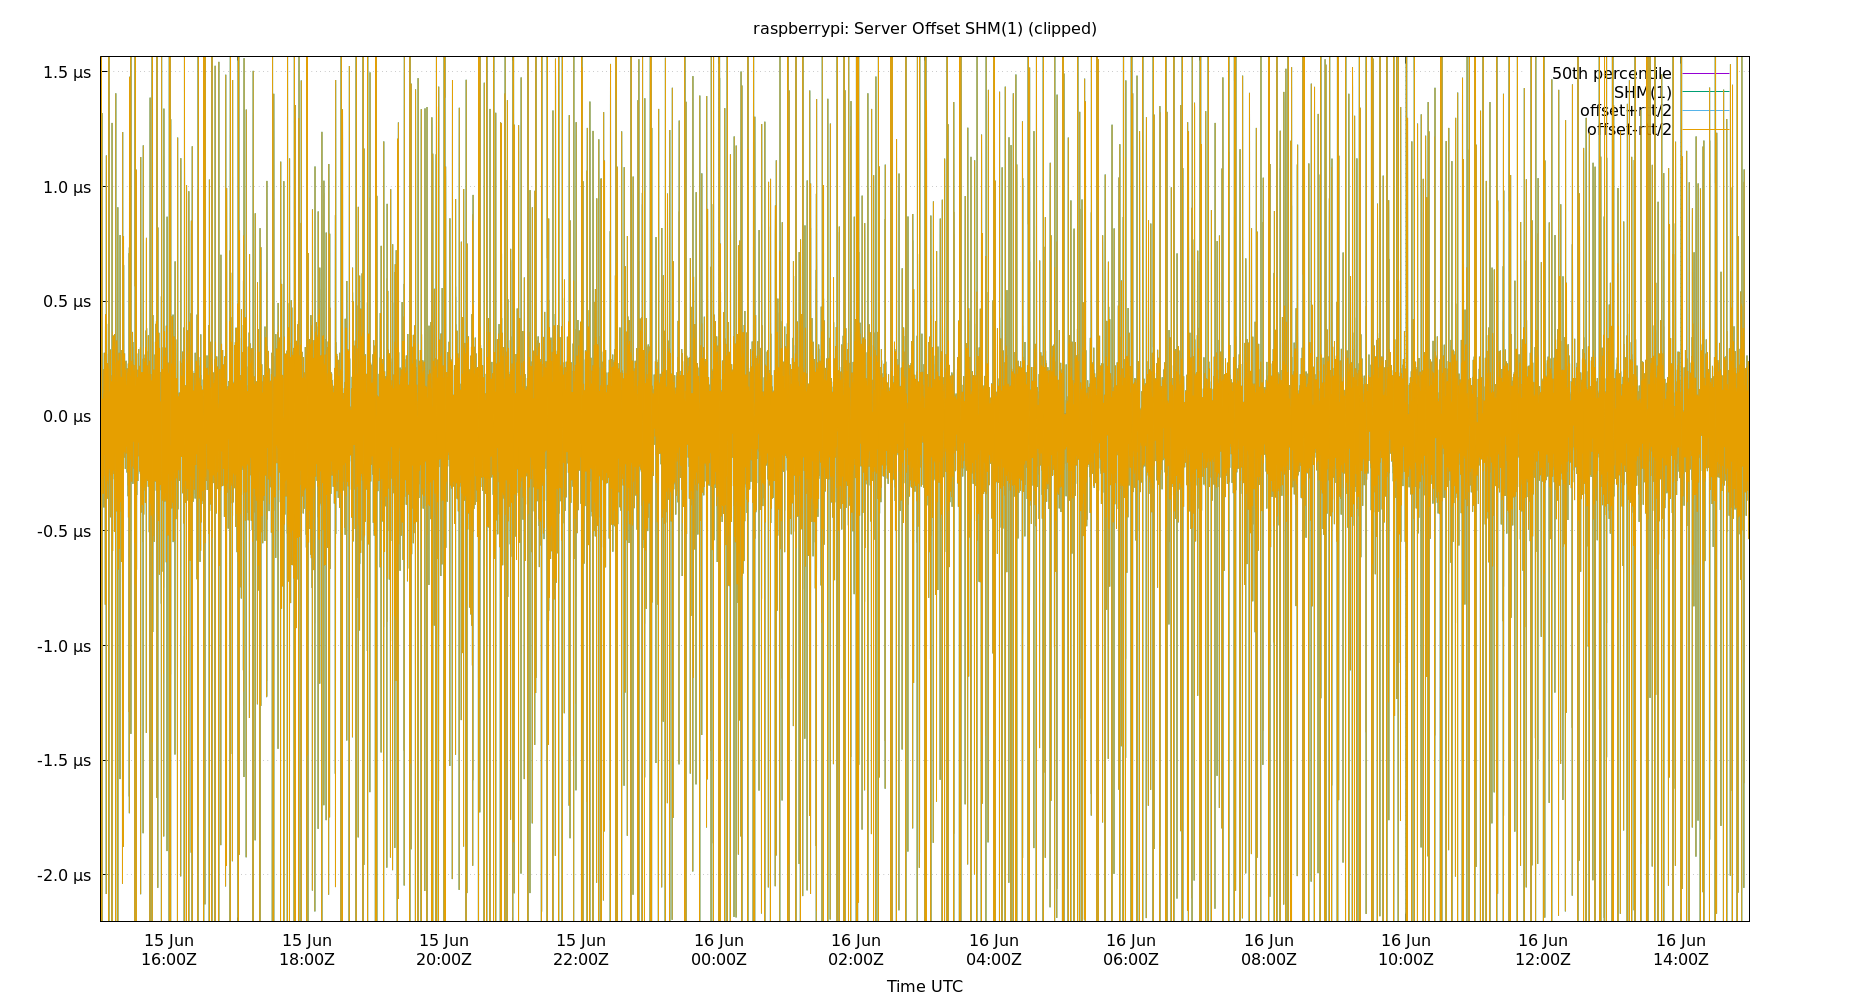 raspberrypi: Server Offset SHM(1) (clipped)
1.5 µs
1.0 µs
0.5 µs
0.0 µs
-0.5 µs
-1.0 µs
-1.5 µs
-2.0 µs
50th percentile
SHM(1)
offset+rtt/2
offset-rtt/2
15 Jun 15 Jun 15 Jun 15 Jun 16 Jun 16 Jun 16 Jun 16 Jun 16 Jun 16 Jun 16 Jun 16 Jun
16:00Z 18:00Z 20:00Z 22:00Z 00:00Z 02:00Z 04:00Z 06:00Z 08:00Z 10:00Z 12:00Z 14:00Z
Time UTC